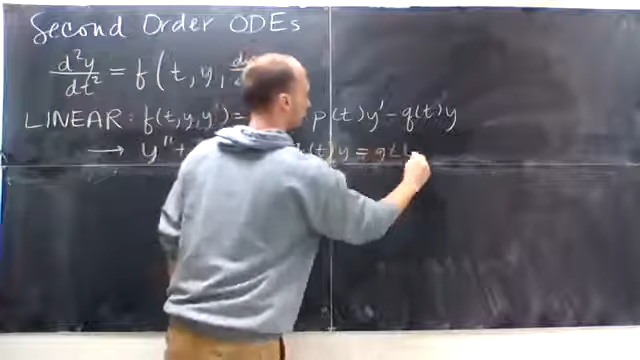 Second Order ODEs
d²y/dt² = f(t, y, d
LINEAR: f(t,y,y') = p(t)y' - q(t)y
→ y'' + (t)y = g(